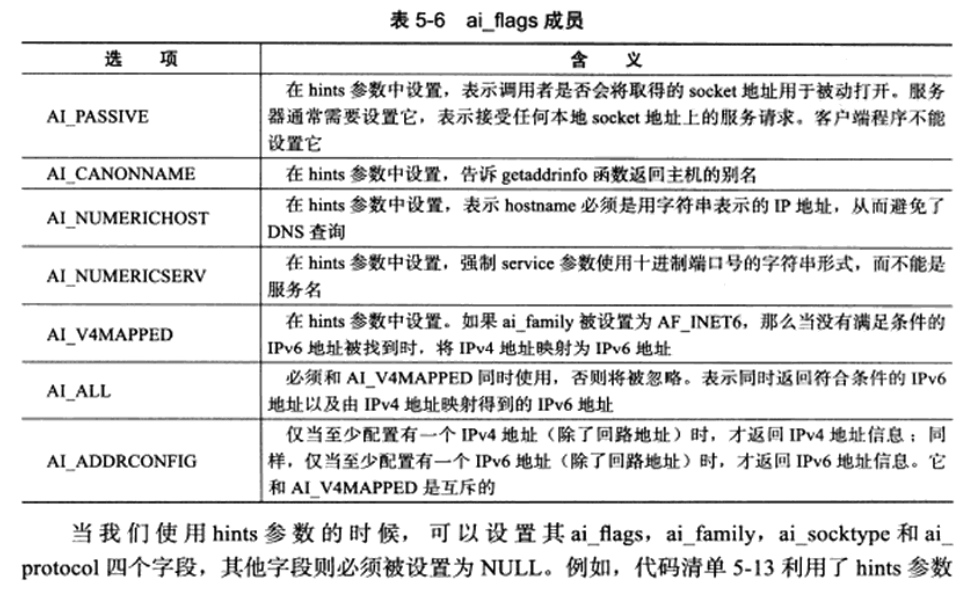 表 5-6 ai_flags 成员
选 项 含 义
AI_PASSIVE
在 hints 参数中设置，表示调用者是否会将取得的 socket 地址用于被动打开。服务
器通常需要设置它，表示接受任何本地 socket 地址上的服务请求。客户端程序不能
设置它
AI_CANONNAME
在 hints 参数中设置，告诉 getaddrinfo 函数返回主机的别名
AI_NUMERICHOST
在 hints 参数中设置，表示 hostname 必须是用字符串表示的 IP 地址，从而避免了
DNS 查询
AI_NUMERICSERV
在 hints 参数中设置，强制 service 参数使用十进制端口号的字符串形式，而不能是
服务名
AI_V4MAPPED
在 hints 参数中设置。如果 ai_family 被设置为 AF_INET6，那么当没有满足条件的
IPv6 地址被找到时，将 IPv4 地址映射为 IPv6 地址
AI_ALL
必须和 AI_V4MAPPED 同时使用，否则将被忽略。表示同时返回符合条件的 IPv6
地址以及由 IPv4 地址映射得到的 IPv6 地址
AI_ADDRCONFIG
仅当至少配置有一个 IPv4 地址（除了回路地址）时，才返回 IPv4 地址信息；同
样，仅当至少配置有一个 IPv6 地址（除了回路地址）时，才返回 IPv6 地址信息。它
和 AI_V4MAPPED 是互斥的
当我们使用 hints 参数的时候，可以设置其 ai_flags，ai_family，ai_socktype 和 ai_
protocol 四个字段，其他字段则必须被设置为 NULL。例如，代码清单 5-13 利用了 hints 参数